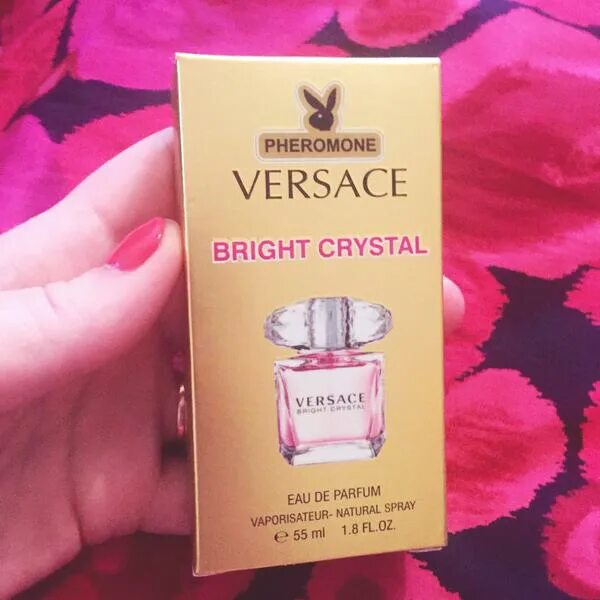 PHEROMONE
VERSACE
BRIGHT CRYSTAL
VERSACE
BRIGHT CRYSTAL
EAU DE PARFUM
VAPORISATEUR- NATURAL SPRAY
℮ 55 ml 1.8 FL.OZ.